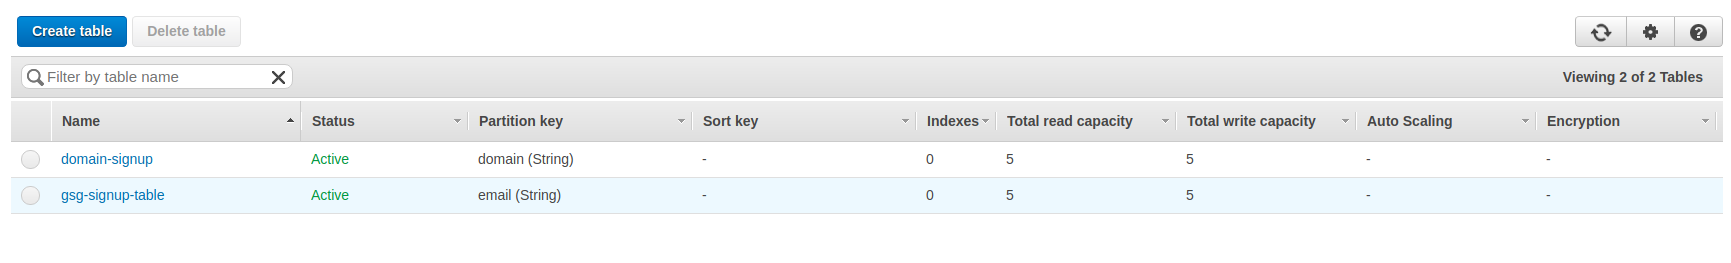 Create table Delete table
Filter by table name Viewing 2 of 2 Tables
Name Status Partition key Sort key Indexes Total read capacity Total write capacity Auto Scaling Encryption
domain-signup Active domain (String) - 0 5 5 - -
gsg-signup-table Active email (String) - 0 5 5 - -